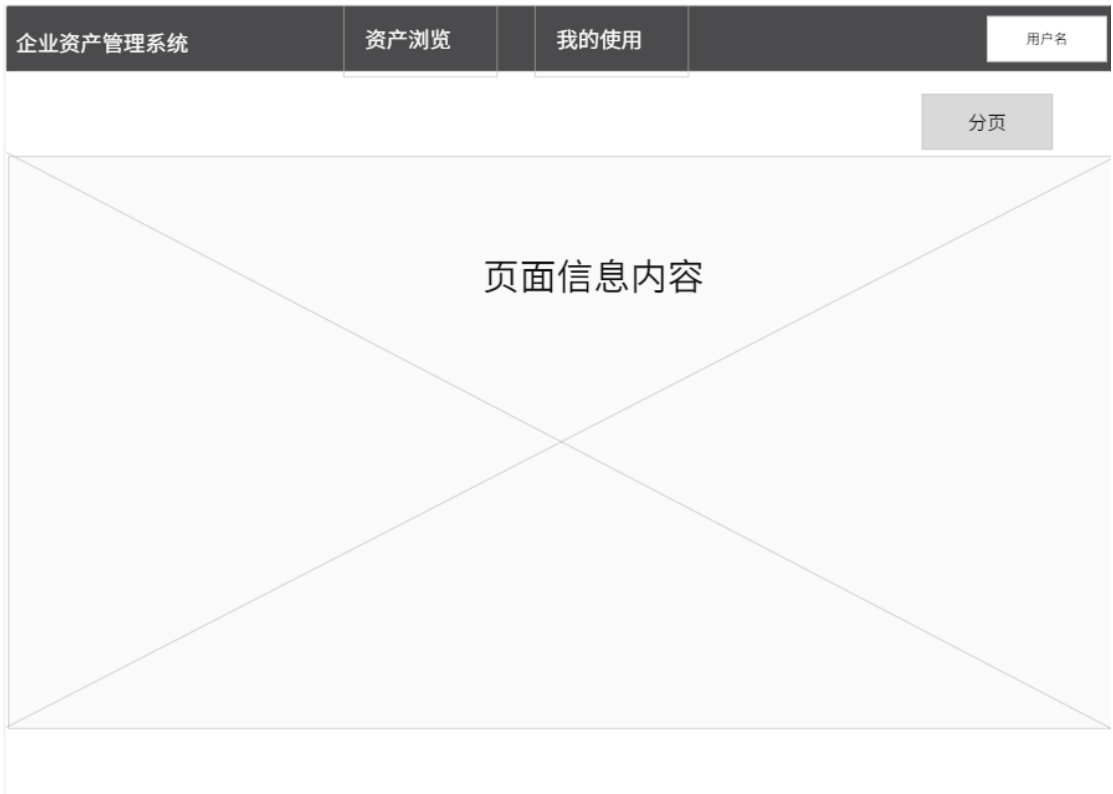 企业资产管理系统
资产浏览
我的使用
用户名
分页
页面信息内容